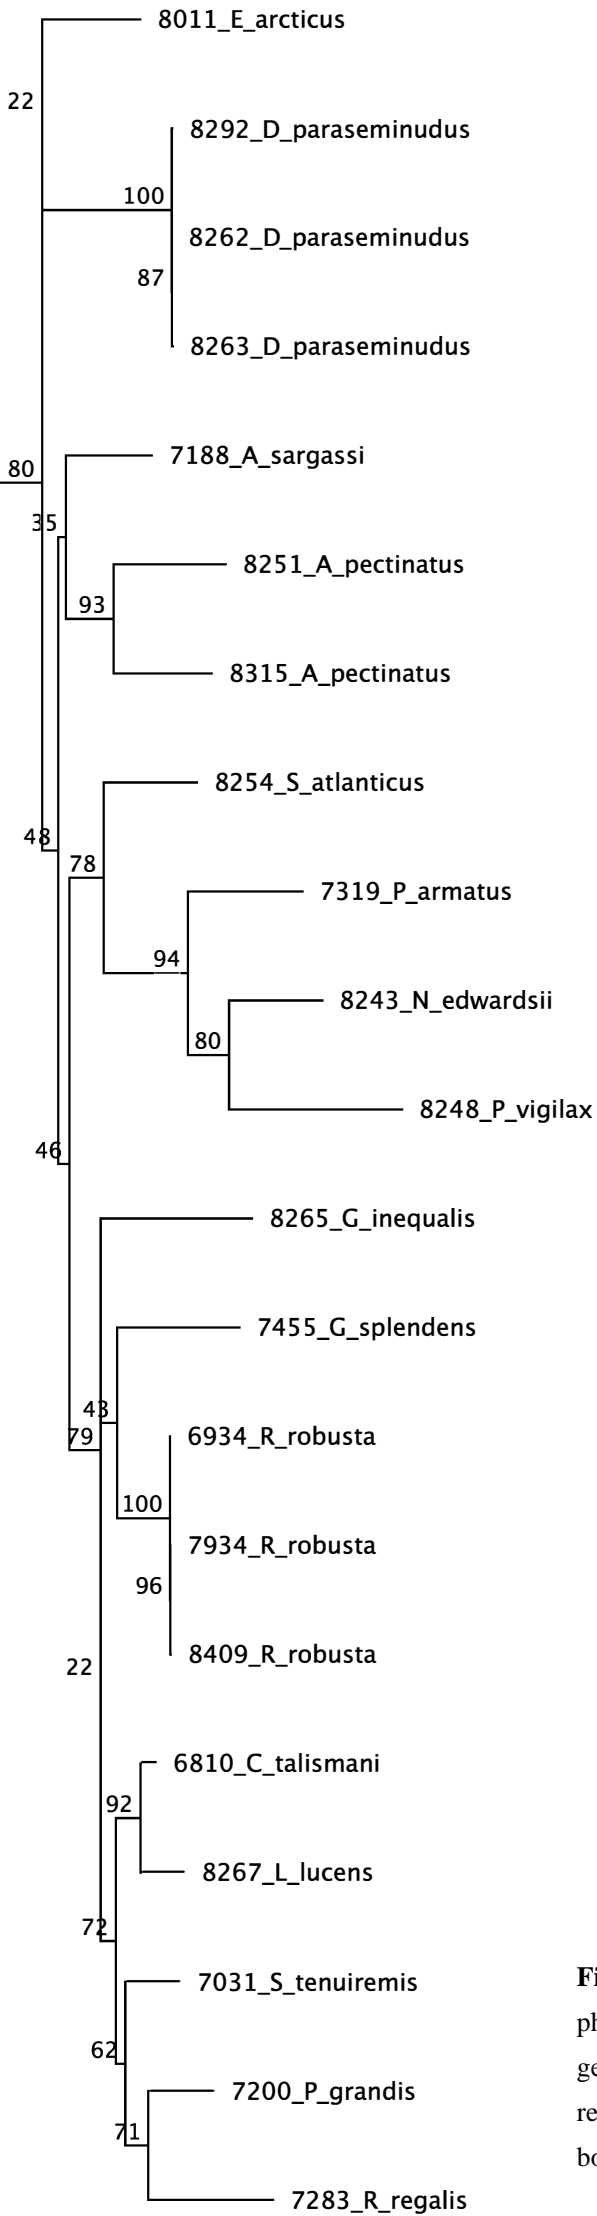 8011_E_arcticus
22
8292_D_paraseminudus
100
8262_D_paraseminudus
87
8263_D_paraseminudus
7188_A_sargassi
80
35
8251_A_pectinatus
93
8315_A_pectinatus
8254_S_atlanticus
48
78
7319_P_armatus
94
8243_N_edwardsii
80
8248_P_vigilax
46
8265_G_inequalis
7455_G_splendens
43
79
6934_R_robusta
100
7934_R_robusta
96
8409_R_robusta
22
6810_C_talismani
92
8267_L_lucens
72
7031_S_tenuiremis
62
7200_P_grandis
71
7283_R_regalis